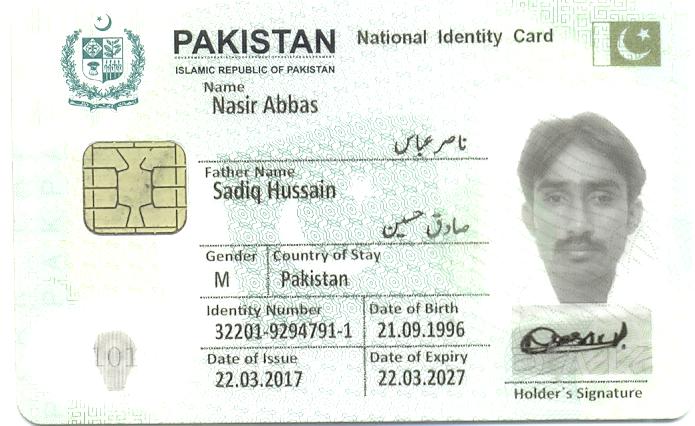 PAKISTAN National Identity Card
ISLAMIC REPUBLIC OF PAKISTAN
Name
Nasir Abbas
ناصر عباس
Father Name
Sadiq Hussain
صادق حسین
Gender Country of Stay
M Pakistan
Identity Number Date of Birth
32201-9294791-1 21.09.1996
Date of Issue Date of Expiry
22.03.2017 22.03.2027
101
Holder's Signature